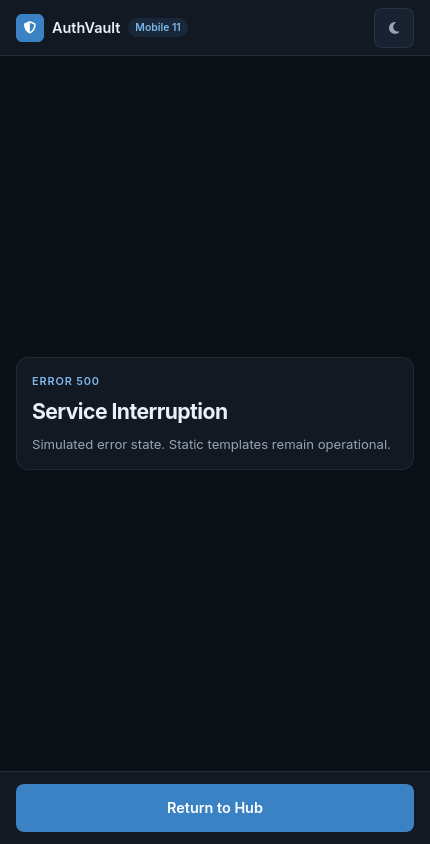 AuthVault Mobile 11
ERROR 500
Service Interruption
Simulated error state. Static templates remain operational.
Return to Hub